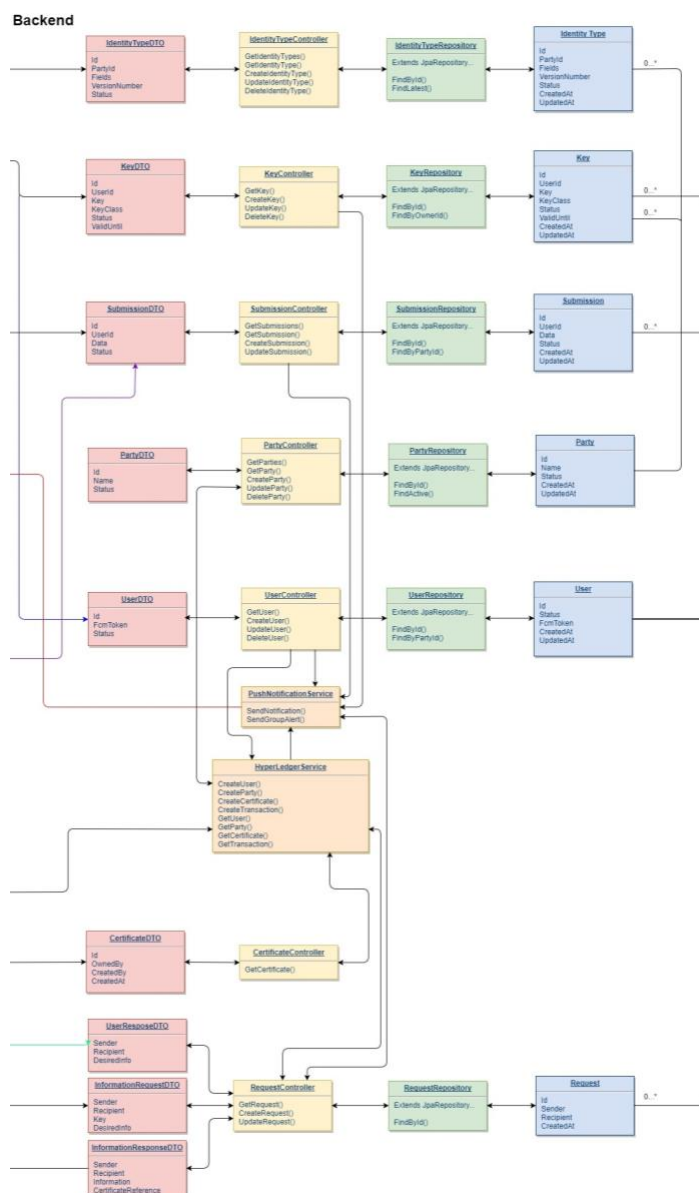 Backend
IdentityTypeDTO
Id
PartyId
Fields
VersionNumber
Status
IdentityTypeController
GetIdentityTypes()
GetIdentityType()
CreateIdentityType()
UpdateIdentityType()
DeleteIdentityType()
IdentityTypeRepository
Extends JpaRepository...
FindById()
FindLatest()
Identity Type
Id
PartyId
Fields
VersionNumber
Status
CreatedAt
UpdatedAt
0...*
KeyDTO
Id
UserId
Key
KeyClass
Status
ValidUntil
KeyController
GetKey()
CreateKey()
UpdateKey()
DeleteKey()
KeyRepository
Extends JpaRepository...
FindById()
FindByOwnerId()
Key
Id
UserId
Key
KeyClass
Status
ValidUntil
CreatedAt
UpdatedAt
0...*
0...*
SubmissionDTO
Id
UserId
Data
Status
SubmissionController
GetSubmissions()
GetSubmission()
CreateSubmission()
UpdateSubmission()
SubmissionRepository
Extends JpaRepository...
FindById()
FindByPartyId()
Submission
Id
UserId
Data
Status
CreatedAt
UpdatedAt
0...*
PartyDTO
Id
Name
Status
PartyController
GetParties()
GetParty()
CreateParty()
UpdateParty()
DeleteParty()
PartyRepository
Extends JpaRepository...
FindById()
FindActive()
Party
Id
Name
Status
CreatedAt
UpdatedAt
UserDTO
Id
FcmToken
Status
UserController
GetUser()
CreateUser()
UpdateUser()
DeleteUser()
UserRepository
Extends JpaRepository...
FindById()
FindByPartyId()
User
Id
Status
FcmToken
CreatedAt
UpdatedAt
PushNotificationService
SendNotification()
SendGroupAlert()
HyperLedgerService
CreateUser()
CreateParty()
CreateCertificate()
CreateTransaction()
GetUser()
GetParty()
GetCertificate()
GetTransaction()
CertificateDTO
Id
OwnedBy
CreatedBy
CreatedAt
CertificateController
GetCertificate()
UserResposeDTO
Sender
Recipient
DesiredInfo
InformationRequestDTO
Sender
Recipient
Key
DesiredInfo
InformationResponseDTO
Sender
Recipient
Information
CertificateReference
RequestController
GetRequest()
CreateRequest()
UpdateRequest()
RequestRepository
Extends JpaRepository...
FindById()
Request
Id
Sender
Recipient
CreatedAt
0...*